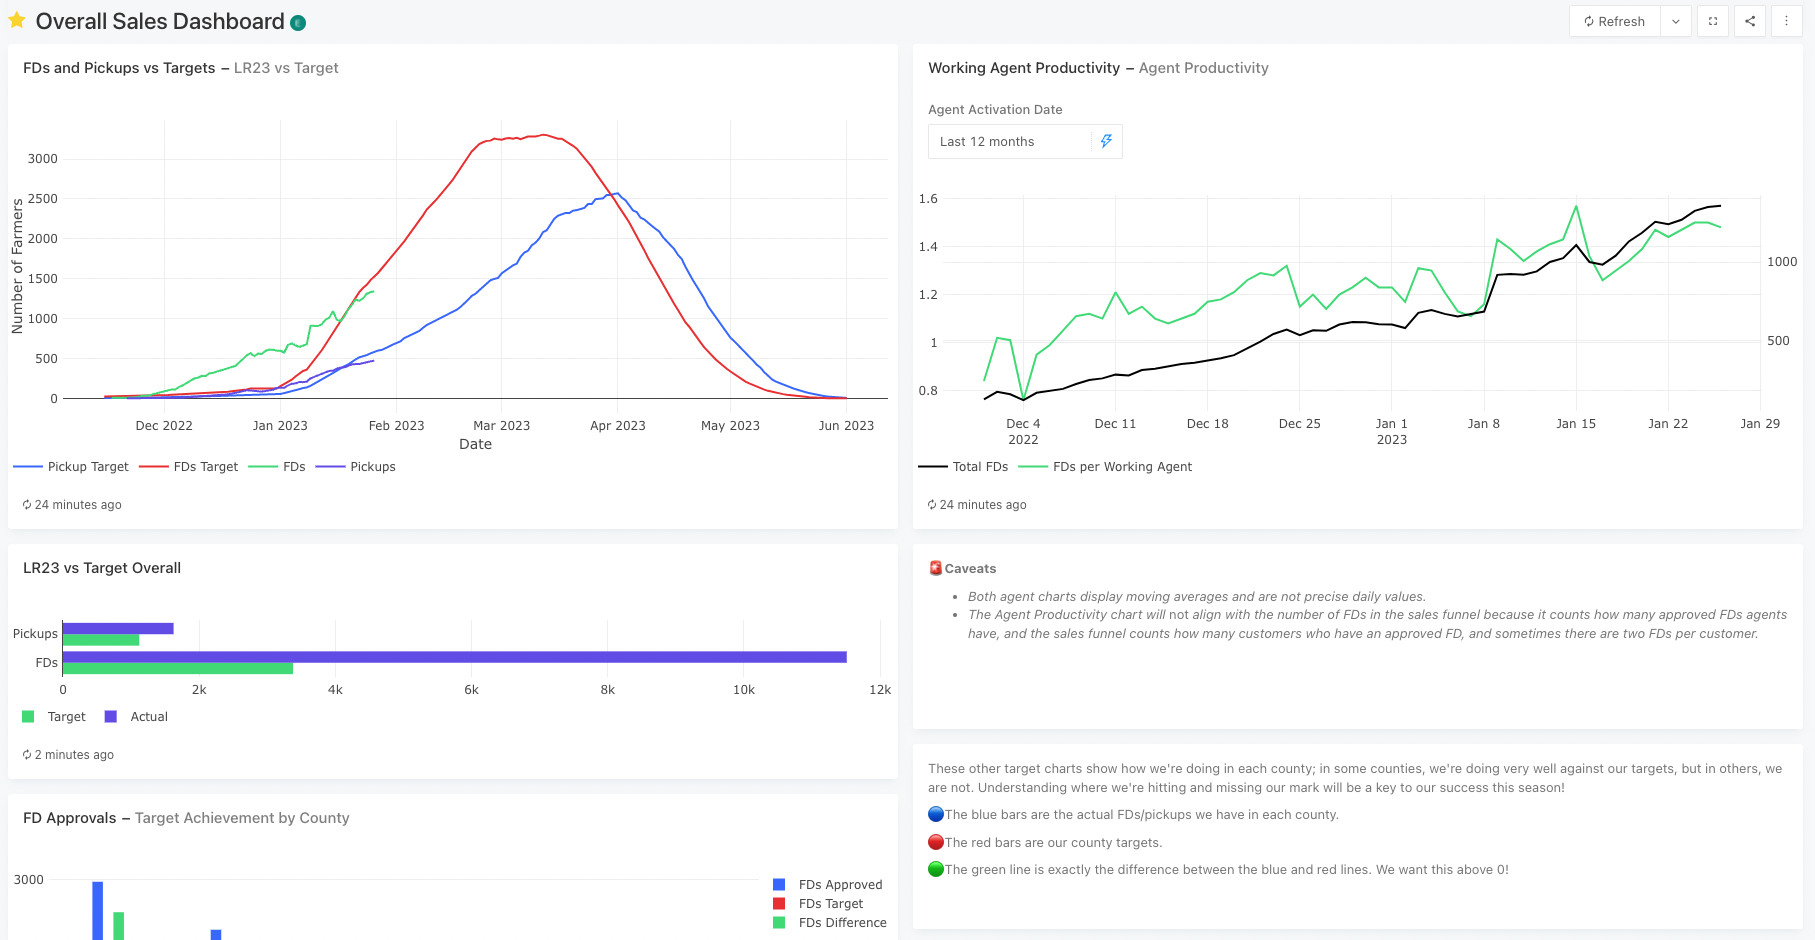 Overall Sales Dashboard E
Refresh
FDs and Pickups vs Targets – LR23 vs Target
Number of Farmers
3000
2500
2000
1500
1000
500
0
Dec 2022 Jan 2023 Feb 2023 Mar 2023 Apr 2023 May 2023 Jun 2023
Date
Pickup Target FDs Target FDs Pickups
24 minutes ago
Working Agent Productivity – Agent Productivity
Agent Activation Date
Last 12 months
1.6
1.4
1.2
1
0.8
1000
500
Dec 4 Dec 11 Dec 18 Dec 25 Jan 1 Jan 8 Jan 15 Jan 22 Jan 29
2022 2023
Total FDs FDs per Working Agent
24 minutes ago
LR23 vs Target Overall
Pickups
FDs
0 2k 4k 6k 8k 10k 12k
Target Actual
2 minutes ago
Caveats
• Both agent charts display moving averages and are not precise daily values.
• The Agent Productivity chart will not align with the number of FDs in the sales funnel because it counts how many approved FDs agents
have, and the sales funnel counts how many customers who have an approved FD, and sometimes there are two FDs per customer.
These other target charts show how we're doing in each county; in some counties, we're doing very well against our targets, but in others, we
are not. Understanding where we're hitting and missing our mark will be a key to our success this season!
The blue bars are the actual FDs/pickups we have in each county.
The red bars are our county targets.
The green line is exactly the difference between the blue and red lines. We want this above 0!
FD Approvals – Target Achievement by County
3000
FDs Approved
FDs Target
FDs Difference